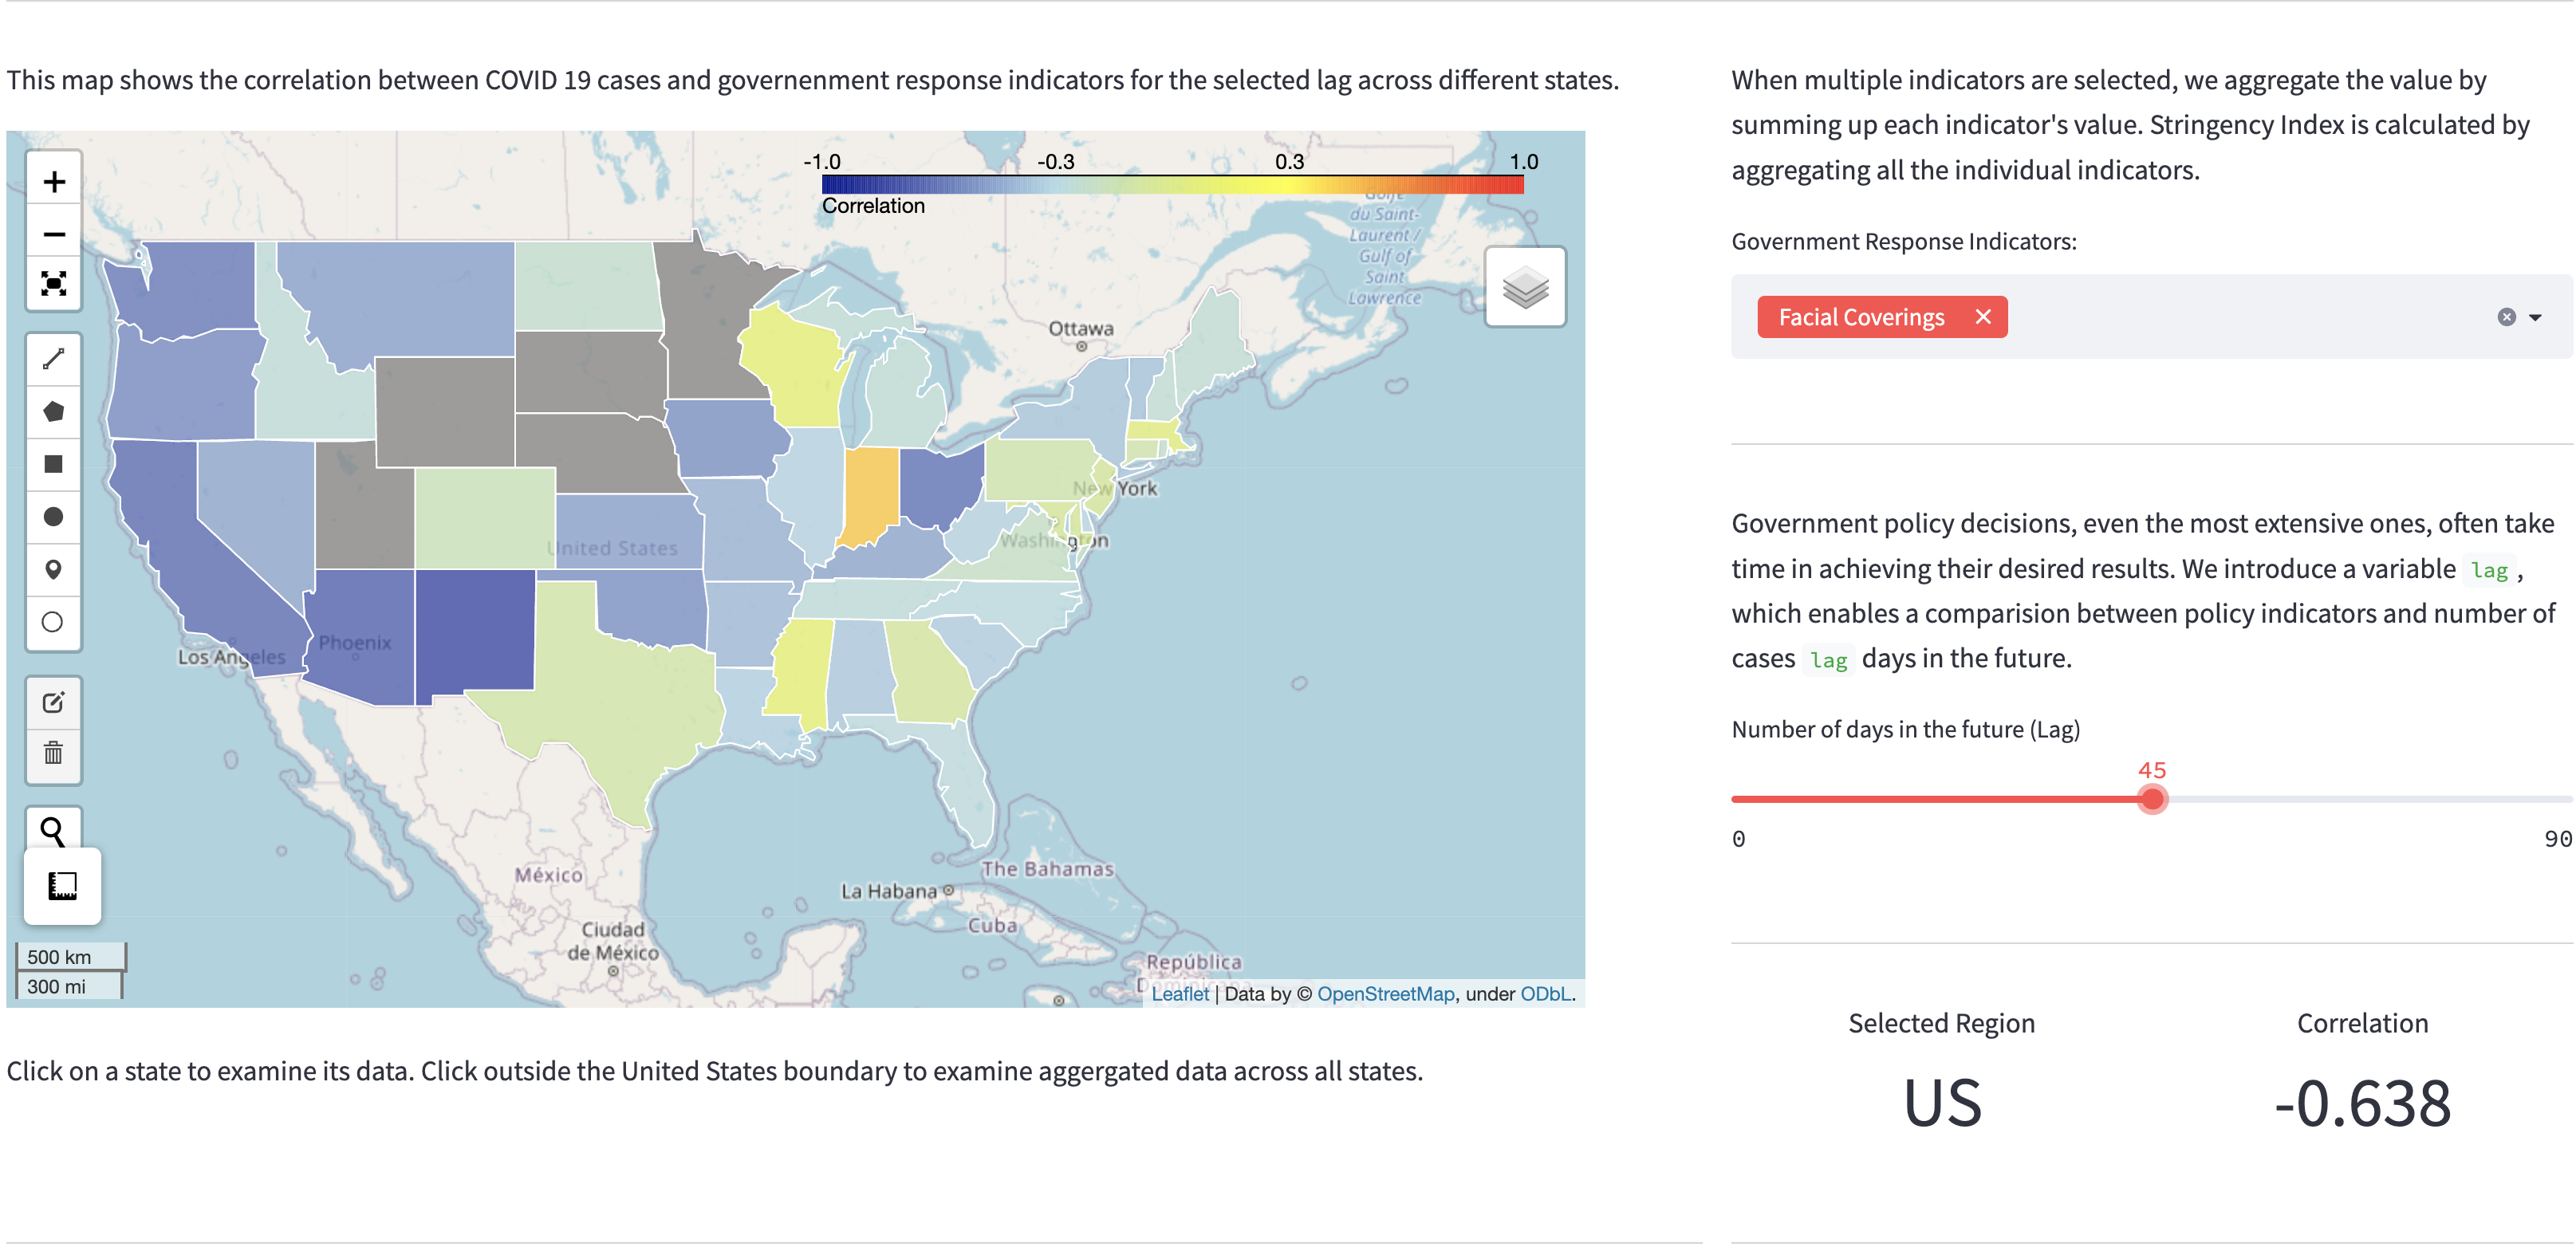 This map shows the correlation between COVID 19 cases and governenment response indicators for the selected lag across different states.
-1.0 -0.3 0.3 1.0
Correlation
Golfe
du Saint-
Laurent /
Gulf of
Saint
Lawrence
Ottawa
New York
Washington
United States
Phoenix
Los Angeles
México
The Bahamas
La Habana
Cuba
Ciudad
de México
República
Dominicana
500 km
300 mi
Leaflet | Data by © OpenStreetMap, under ODbL.
Click on a state to examine its data. Click outside the United States boundary to examine aggergated data across all states.
When multiple indicators are selected, we aggregate the value by
summing up each indicator's value. Stringency Index is calculated by
aggregating all the individual indicators.
Government Response Indicators:
Facial Coverings
Government policy decisions, even the most extensive ones, often take
time in achieving their desired results. We introduce a variable lag ,
which enables a comparision between policy indicators and number of
cases lag days in the future.
Number of days in the future (Lag)
45
0 90
Selected Region Correlation
US -0.638